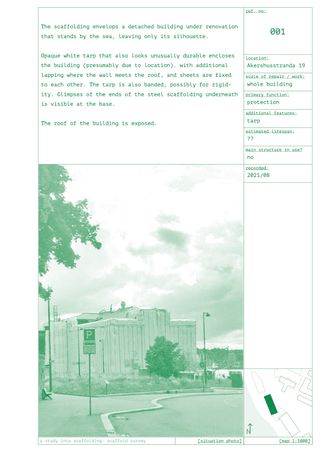 The scaffolding envelops a detached building under renovation
that stands by the sea, leaving only its silhouette.
Opaque white tarp that also looks unusually durable encloses
the building (presumably due to location), with additional
lapping where the wall meets the roof, and sheets are fixed
to each other. The tarp is also banded, possibly for rigid-
ity. Glimpses of the ends of the steel scaffolding underneath
is visible at the base.
The roof of the building is exposed.
ref. no:
001
location:
Akershusstranda 19
scale of repair / work:
whole building
primary function:
protection
additional features:
tarp
estimated lifespan:
??
main structure in use?
no
recorded:
2021/08
P
N
a study into scaffolding: scaffold survey
[situation photo]
[map 1:3000]